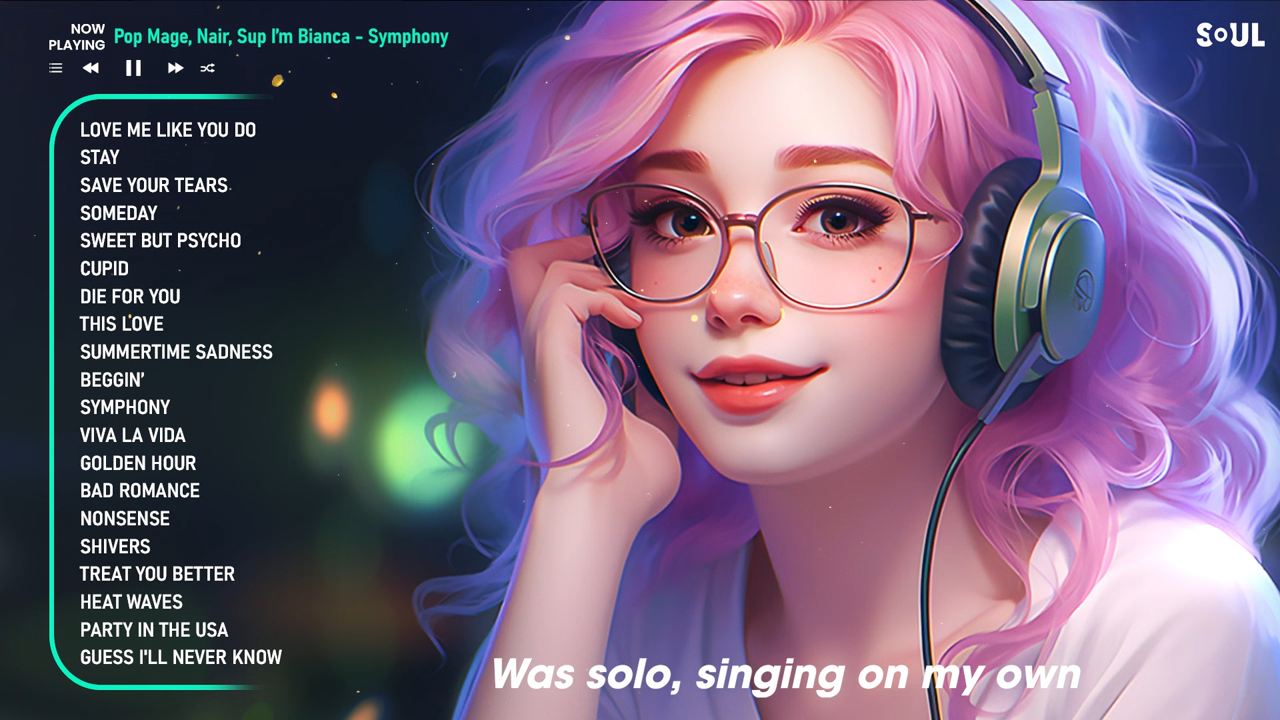 NOW
PLAYING
Pop Mage, Nair, Sup I'm Bianca - Symphony
SOUL
LOVE ME LIKE YOU DO
STAY
SAVE YOUR TEARS
SOMEDAY
SWEET BUT PSYCHO
CUPID
DIE FOR YOU
THIS LOVE
SUMMERTIME SADNESS
BEGGIN'
SYMPHONY
VIVA LA VIDA
GOLDEN HOUR
BAD ROMANCE
NONSENSE
SHIVERS
TREAT YOU BETTER
HEAT WAVES
PARTY IN THE USA
GUESS I'LL NEVER KNOW
Was solo, singing on my own